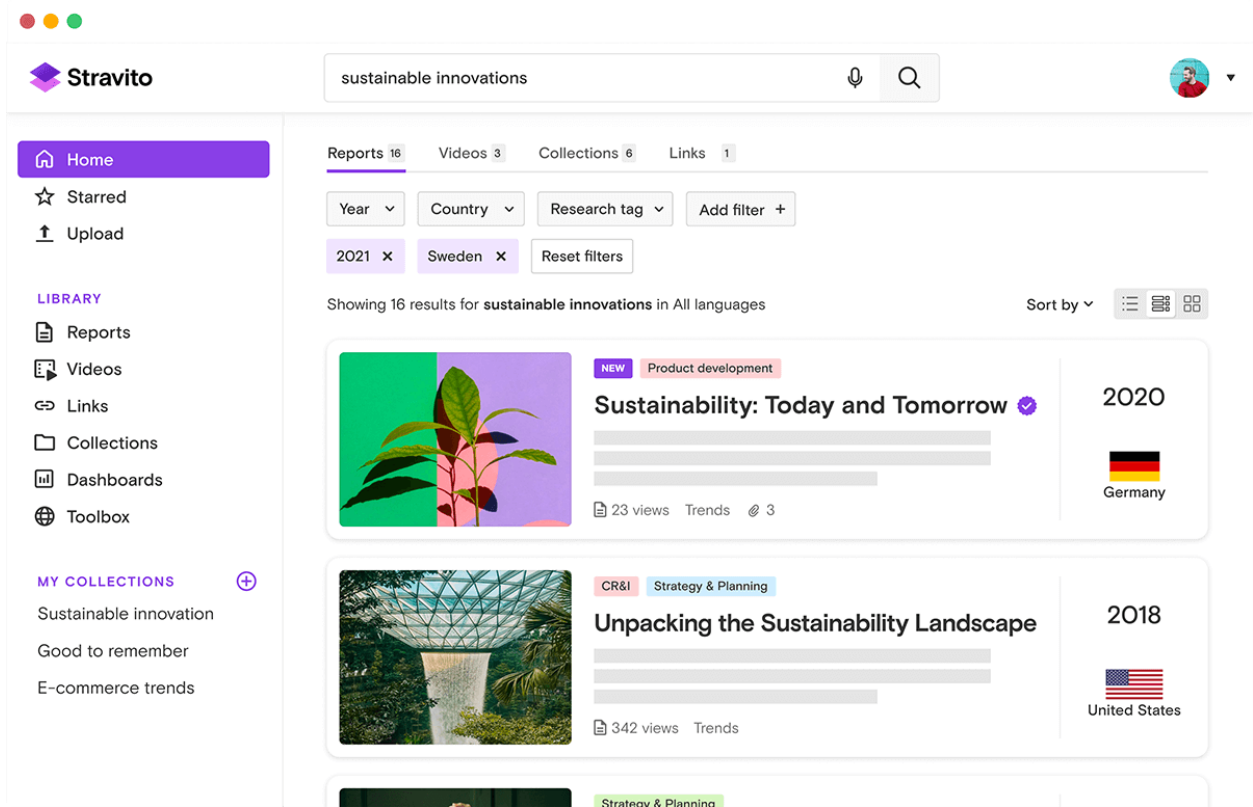 Stravito
sustainable innovations
Home
Starred
Upload
LIBRARY
Reports
Videos
Links
Collections
Dashboards
Toolbox
MY COLLECTIONS
Sustainable innovation
Good to remember
E-commerce trends
Reports 16 Videos 3 Collections 6 Links 1
Year Country Research tag Add filter +
2021 Sweden Reset filters
Showing 16 results for sustainable innovations in All languages Sort by
NEW Product development
Sustainability: Today and Tomorrow
23 views Trends 3
2020
Germany
CR&I Strategy & Planning
Unpacking the Sustainability Landscape
342 views Trends
2018
United States
Strategy & Planning